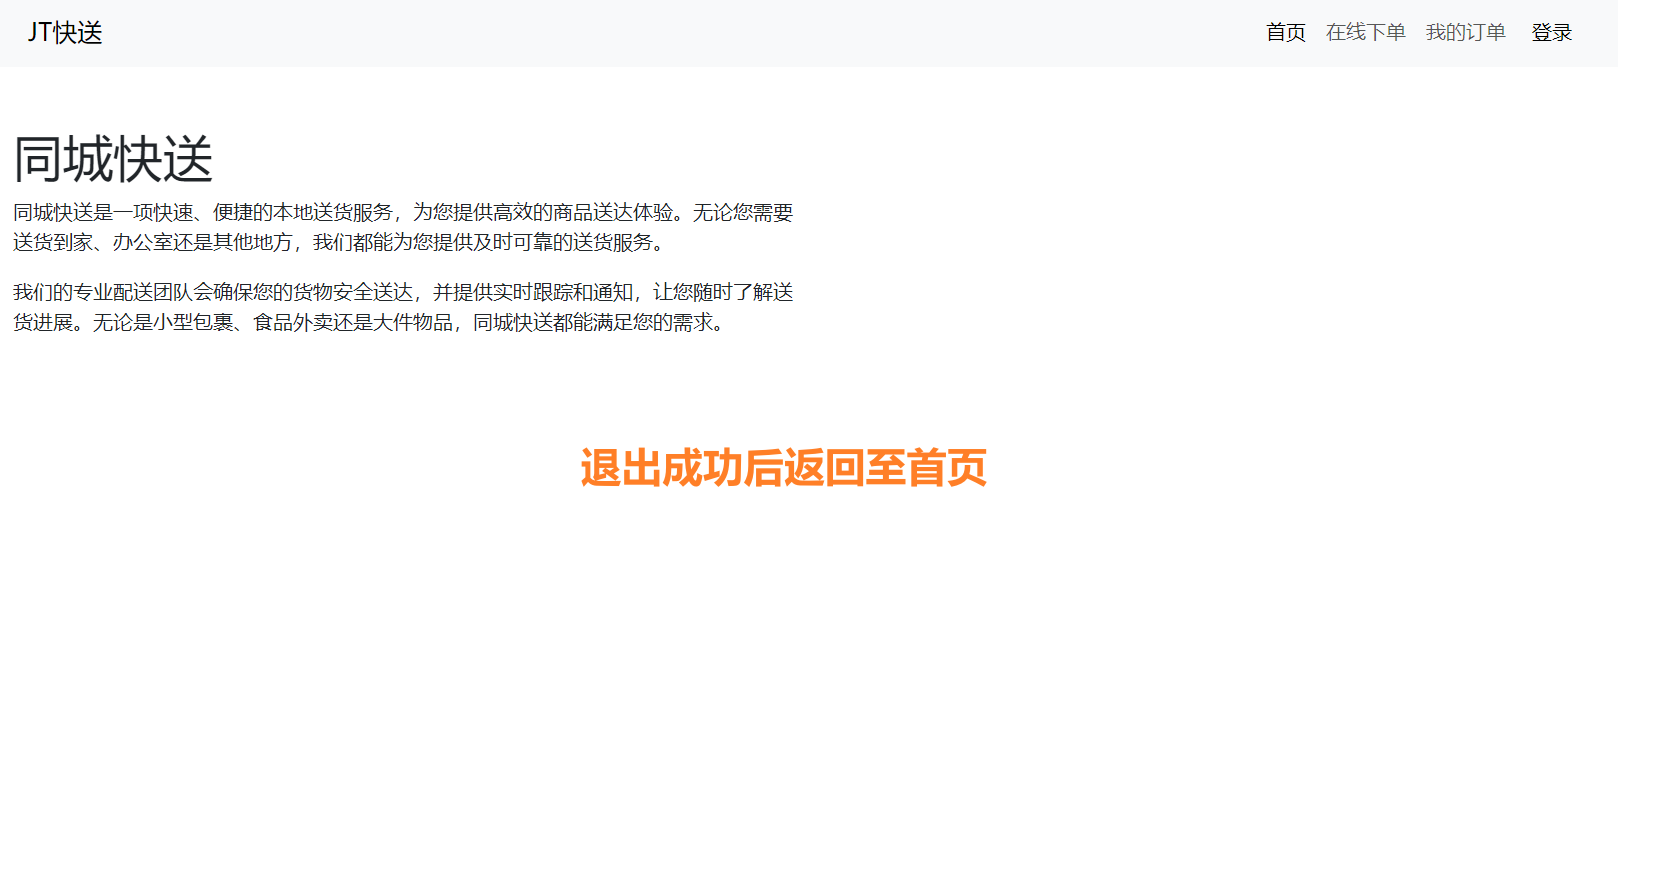 JT快送
首页 在线下单 我的订单 登录
同城快送
同城快送是一项快速、便捷的本地送货服务，为您提供高效的商品送达体验。无论您需要
送货到家、办公室还是其他地方，我们都能为您提供及时可靠的送货服务。
我们的专业配送团队会确保您的货物安全送达，并提供实时跟踪和通知，让您随时了解送
货进展。无论是小型包裹、食品外卖还是大件物品，同城快送都能满足您的需求。
退出成功后返回至首页